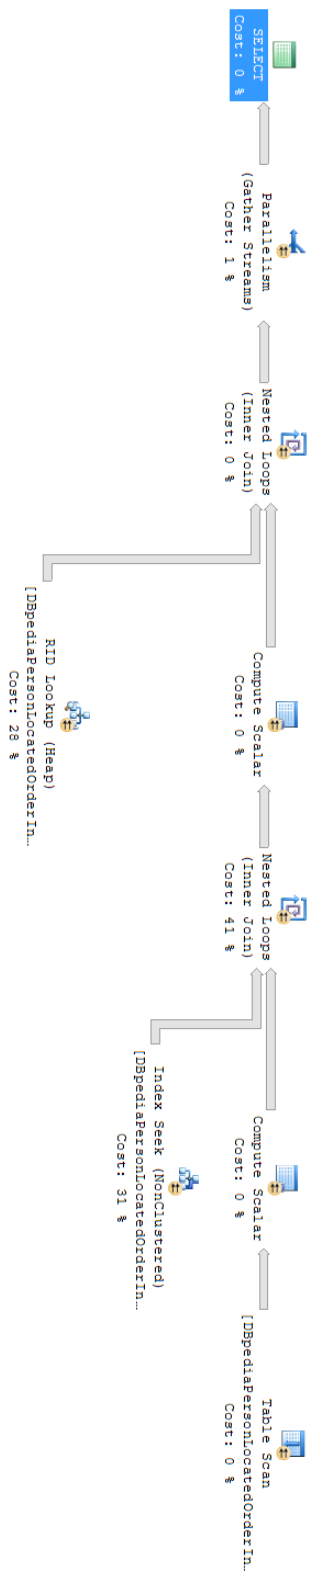 SELECT
Cost: 0 %
Parallelism
(Gather Streams)
Cost: 1 %
Nested Loops
(Inner Join)
Cost: 0 %
Compute Scalar
Cost: 0 %
Nested Loops
(Inner Join)
Cost: 41 %
Compute Scalar
Cost: 0 %
Table Scan
[DBpediaPersonLocatedOrderIn…
Cost: 0 %
Index Seek (NonClustered)
[DBpediaPersonLocatedOrderIn…
Cost: 31 %
RID Lookup (Heap)
[DBpediaPersonLocatedOrderIn…
Cost: 28 %